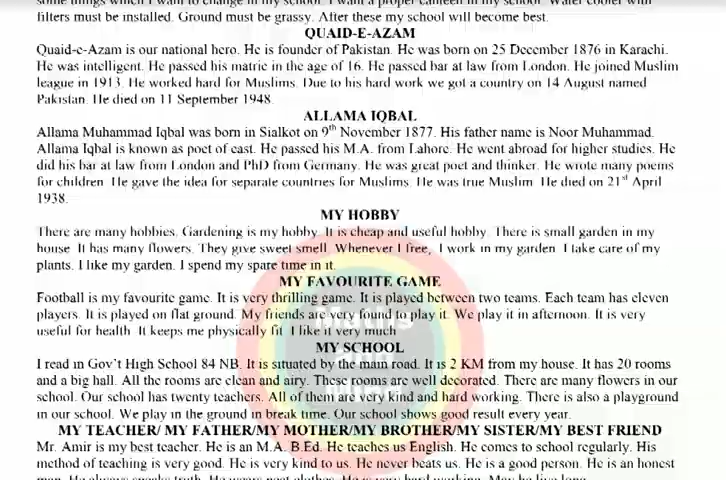 some things which I want to change in my school. I want a proper canteen in my school. Water cooler with
filters must be installed. Ground must be grassy. After these my school will become best.
QUAID-E-AZAM
Quaid-e-Azam is our national hero. He is founder of Pakistan. He was born on 25 December 1876 in Karachi.
He was intelligent. He passed his matric in the age of 16. He passed bar at law from London. He joined Muslim
league in 1913. He worked hard for Muslims. Due to his hard work we got a country on 14 August named
Pakistan. He died on 11 September 1948.
ALLAMA IQBAL
Allama Muhammad Iqbal was born in Sialkot on 9th November 1877. His father name is Noor Muhammad.
Allama Iqbal is known as poet of east. He passed his M.A. from Lahore. He went abroad for higher studies. He
did his bar at law from London and PhD from Germany. He was great poet and thinker. He wrote many poems
for children. He gave the idea for separate countries for Muslims. He was true Muslim. He died on 21st April
1938.
MY HOBBY
There are many hobbies. Gardening is my hobby. It is cheap and useful hobby. There is small garden in my
house. It has many flowers. They give sweet smell. Whenever I free, I work in my garden. I take care of my
plants. I like my garden. I spend my spare time in it.
MY FAVOURITE GAME
Football is my favourite game. It is very thrilling game. It is played between two teams. Each team has eleven
players. It is played on flat ground. My friends are very found to play it. We play it in afternoon. It is very
useful for health. It keeps me physically fit. I like it very much.
MY SCHOOL
I read in Gov't High School 84 NB. It is situated by the main road. It is 2 KM from my house. It has 20 rooms
and a big hall. All the rooms are clean and airy. These rooms are well decorated. There are many flowers in our
school. Our school has twenty teachers. All of them are very kind and hard working. There is also a playground
in our school. We play in the ground in break time. Our school shows good result every year.
MY TEACHER/ MY FATHER/MY MOTHER/MY BROTHER/MY SISTER/MY BEST FRIEND
Mr. Amir is my best teacher. He is an M.A. B.Ed. He teaches us English. He comes to school regularly. His
method of teaching is very good. He is very kind to us. He never beats us. He is a good person. He is an honest
man. He always speaks truth. He wears neat clothes. He is very hard working. May he live long.